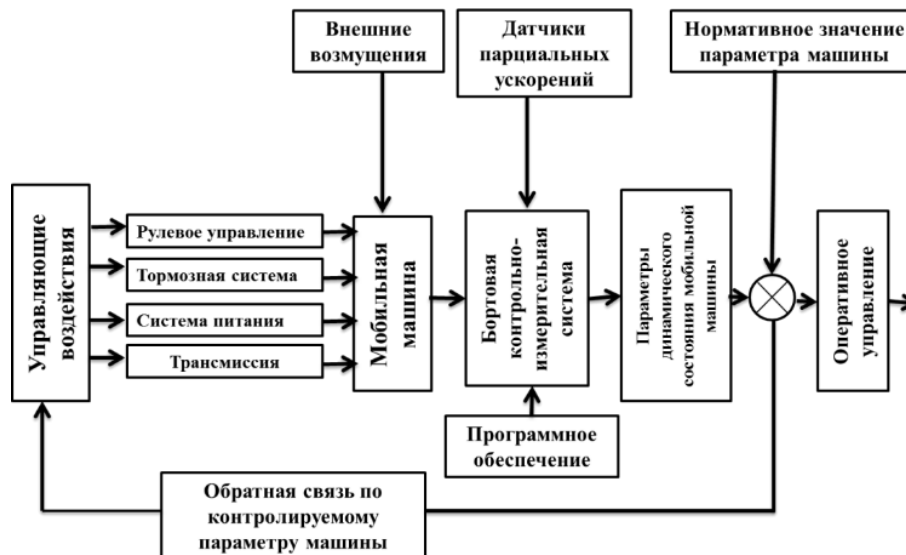 Внешние
возмущения
Датчики
парциальных
ускорений
Нормативное значение
параметра машины
Управляющие
воздействия
Рулевое управление
Тормозная система
Система питания
Трансмиссия
Мобильная
машина
Бортовая
контрольно-
измерительная
система
Параметры
динамического
состояния мобильной
машины
Оперативное
управление
Программное
обеспечение
Обратная связь по
контролируемому
параметру машины